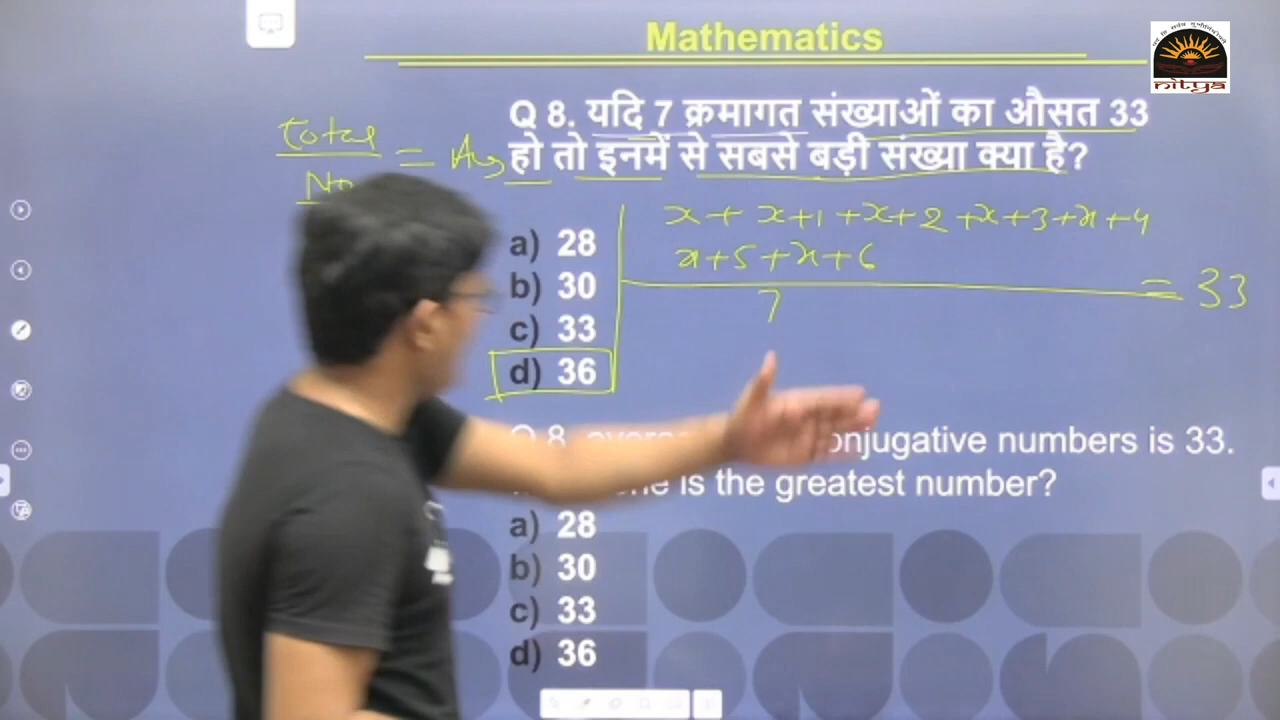 Mathematics
nitya
Q 8. यदि 7 क्रमागत संख्याओं का औसत 33
हो तो इनमें से सबसे बड़ी संख्या क्या है?
Total
No
= Avg
a) 28
b) 30
c) 33
d) 36
x + x+1 + x+2 + x+3 + x+4
x+5 + x+6
7
= 33
Q 8. onjugative numbers is 33.
is the greatest number?
a) 28
b) 30
c) 33
d) 36